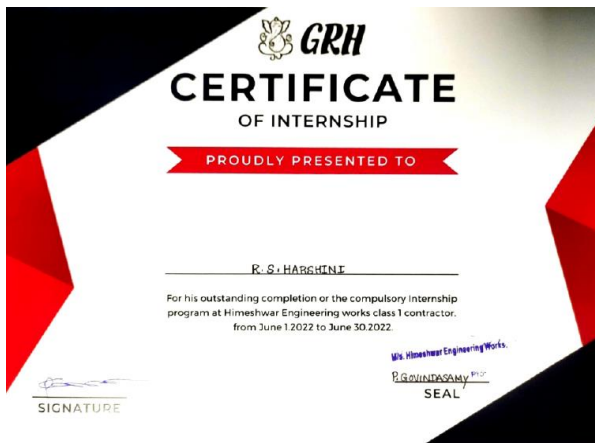 GRH
CERTIFICATE
OF INTERNSHIP
PROUDLY PRESENTED TO
R.S.HARSHINI
For his outstanding completion or the compulsory Internship
program at Himeshwar Engineering works class 1 contractor.
from June 1.2022 to June 30.2022.
M/s. Himeshwar Engineering Works.
P.GOVINDASAMY
SIGNATURE
SEAL